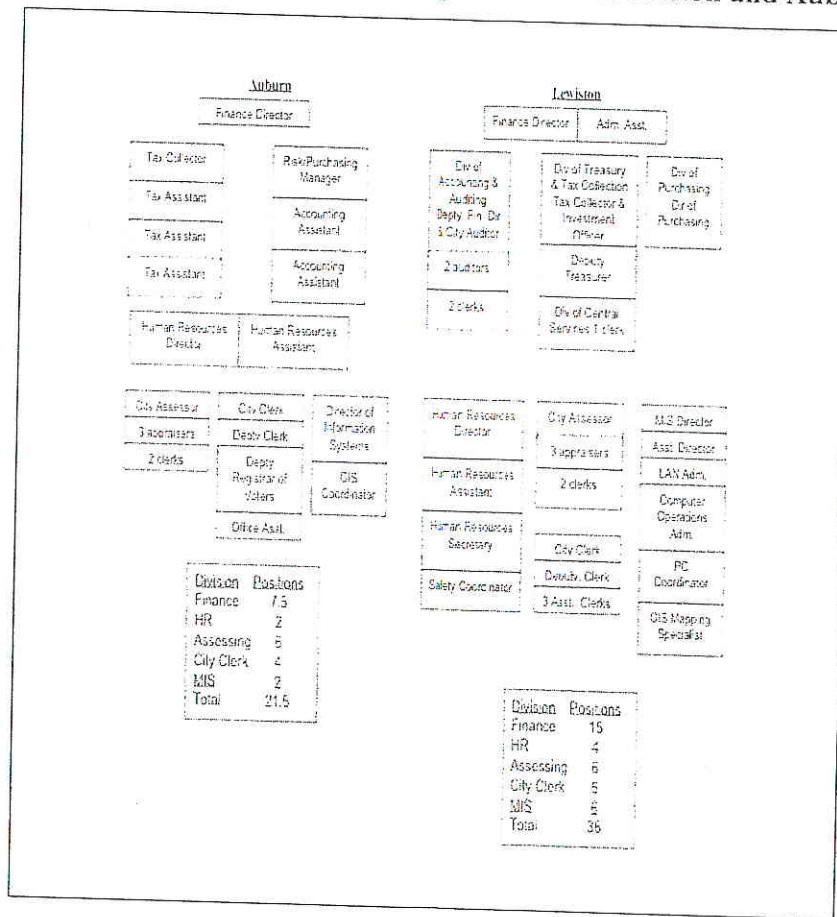 and
Auburn
Finance Director
Tax Collector
Tax Assistant
Tax Assistant
Tax Assistant
Risk/Purchasing
Manager
Accounting
Assistant
Accounting
Assistant
Human Resources
Director
Human Resources
Assistant
City Assessor
3 appraisers
2 clerks
City Clerk
Depty Clerk
Depty
Registrar of
Voters
Office Asst.
Director of
Information
Systems
GIS
Coordinator
Division Positions
Finance 7.5
HR 2
Assessing 6
City Clerk 4
MIS 2
Total 21.5
Lewiston
Finance Director
Adm. Asst.
Div of
Accounting &
Auditing
Depty. Fin. Dir
& City Auditor
2 auditors
2 clerks
Div of Treasury
& Tax Collection
Tax Collector &
Investment
Officer
Deputy
Treasurer
Div of Central
Services 1 clerk
Div of
Purchasing
Dir of
Purchasing
Human Resources
Director
Human Resources
Assistant
Human Resources
Secretary
Safety Coordinator
City Assessor
3 appraisers
2 clerks
City Clerk
Deputy. Clerk
3 Asst. Clerks
MIS Director
Asst. Director
LAN Adm.
Computer
Operations
Adm.
PC
Coordinator
GIS Mapping
Specialist
Division Positions
Finance 15
HR 4
Assessing 6
City Clerk 5
MIS 6
Total 36